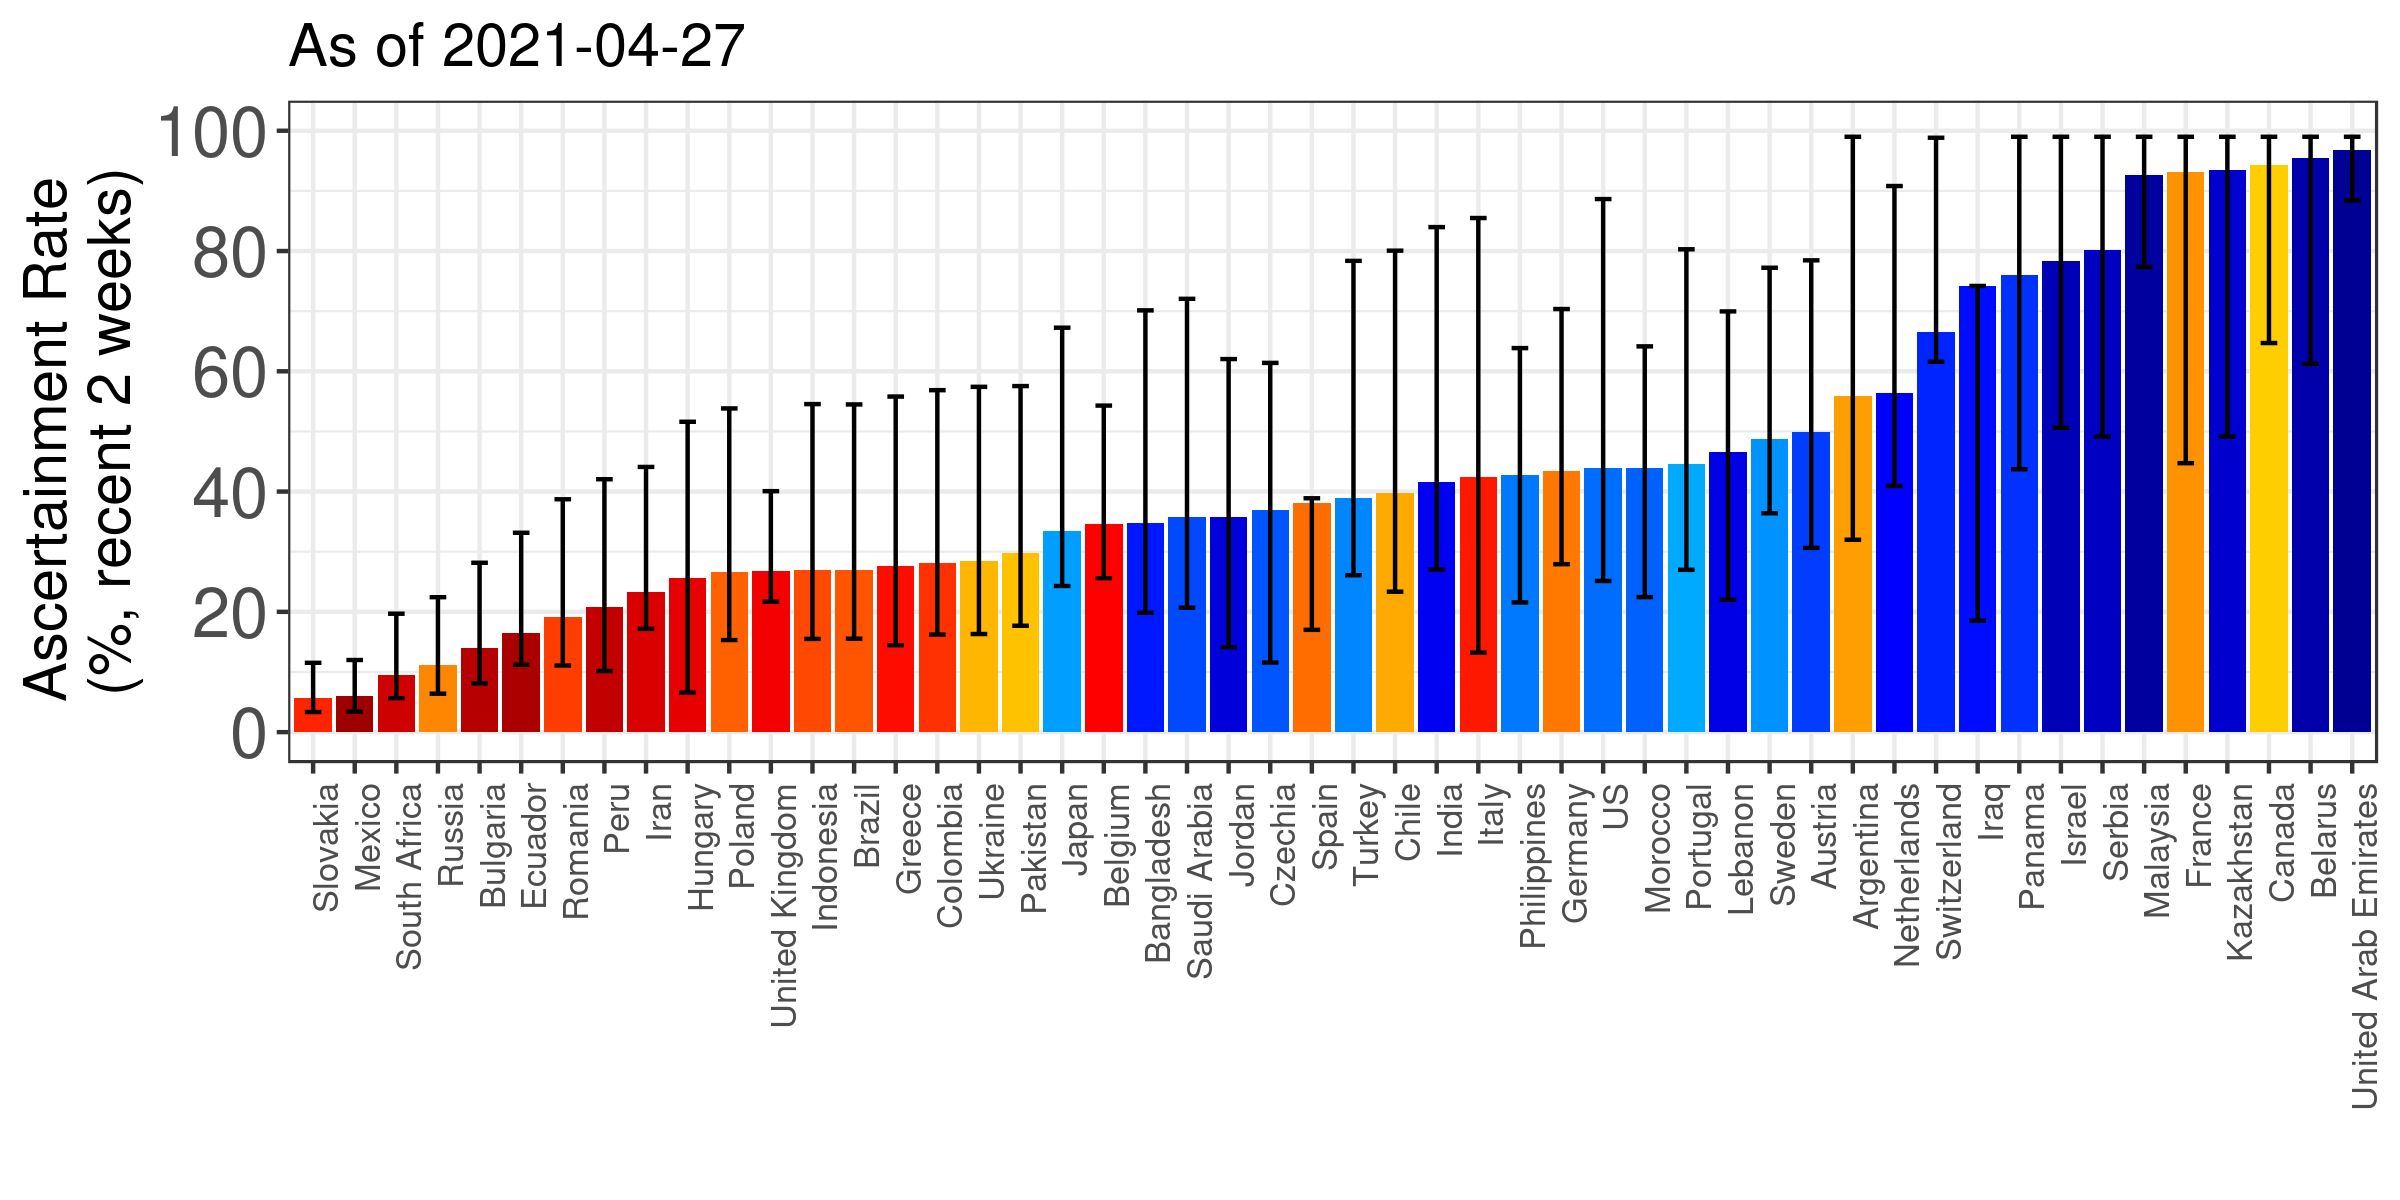 As of 2021-04-27
Ascertainment Rate
(%, recent 2 weeks)
100
80
60
40
20
0
Slovakia
Mexico
South Africa
Russia
Bulgaria
Ecuador
Romania
Peru
Iran
Hungary
Poland
United Kingdom
Indonesia
Brazil
Greece
Colombia
Ukraine
Pakistan
Japan
Belgium
Bangladesh
Saudi Arabia
Jordan
Czechia
Spain
Turkey
Chile
India
Italy
Philippines
Germany
US
Morocco
Portugal
Lebanon
Sweden
Austria
Argentina
Netherlands
Switzerland
Iraq
Panama
Israel
Serbia
Malaysia
France
Kazakhstan
Canada
Belarus
United Arab Emirates